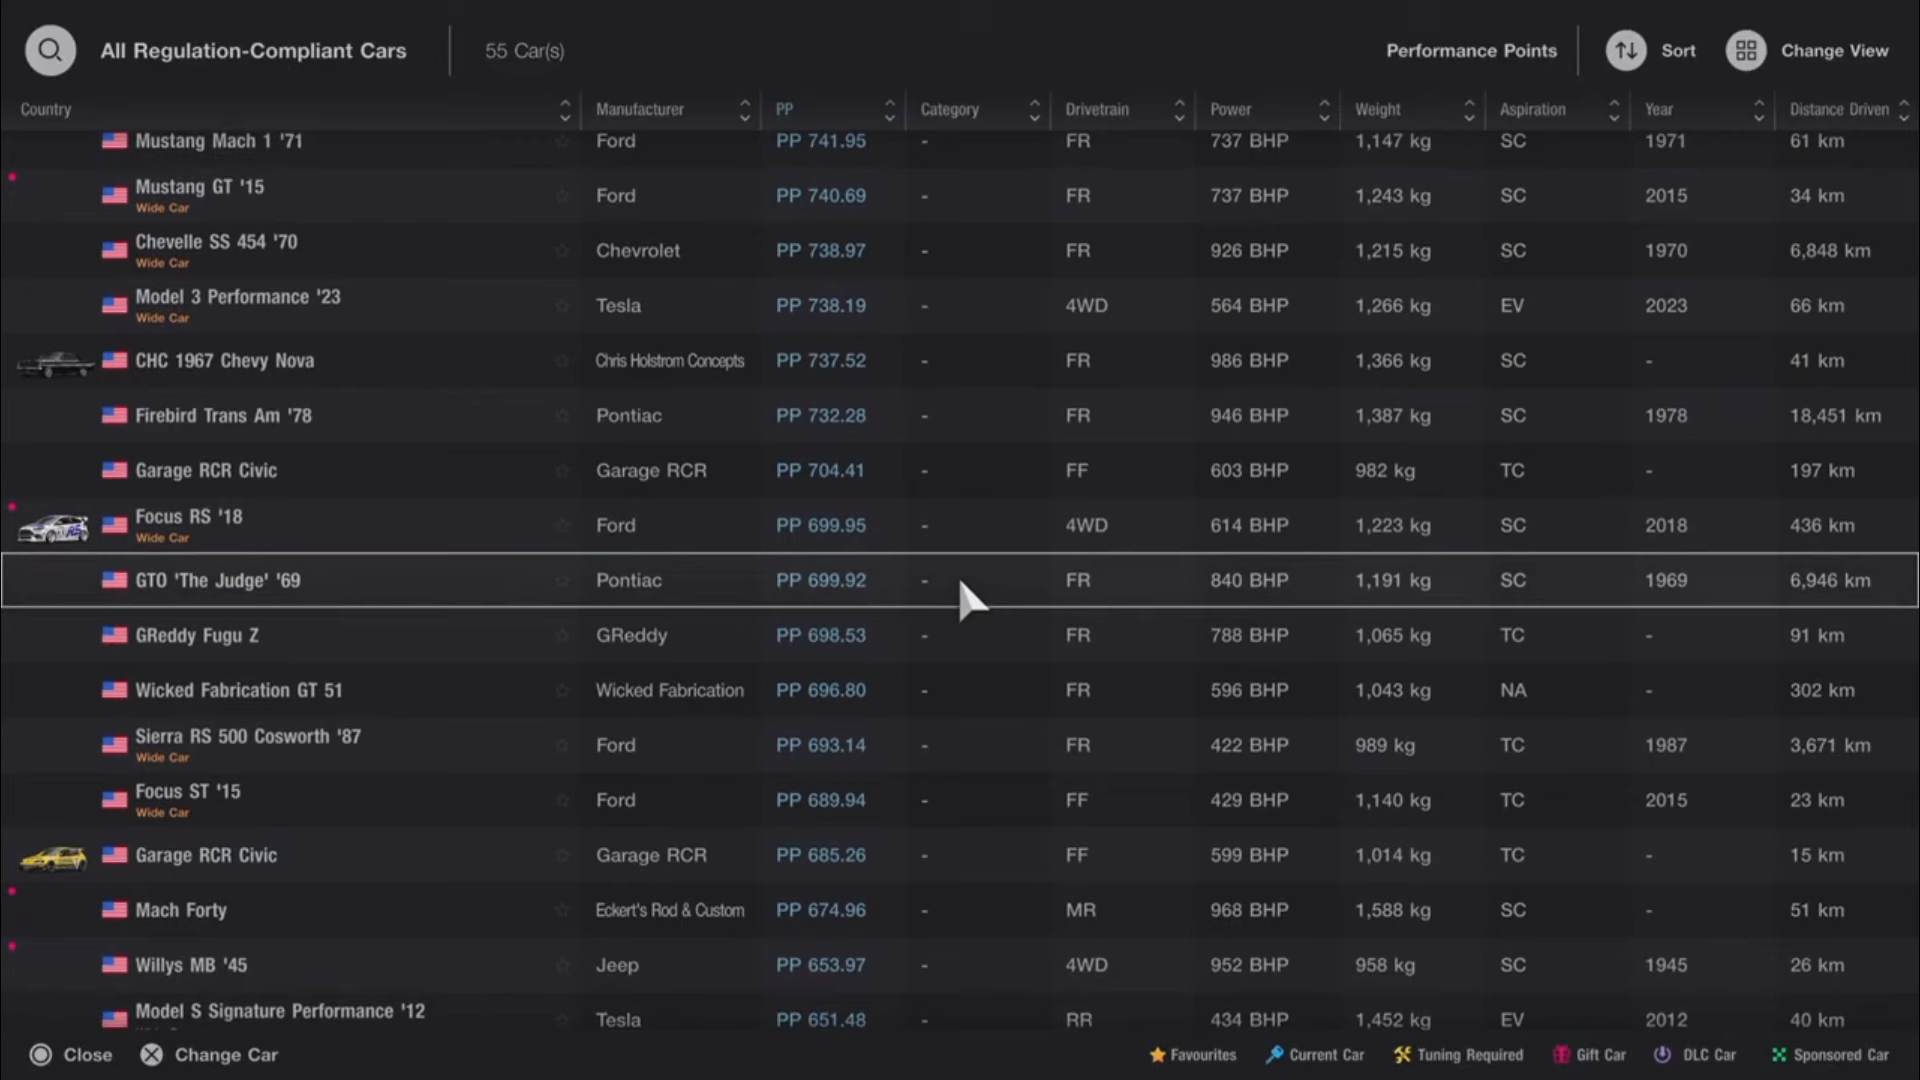 All Regulation-Compliant Cars 55 Car(s) Performance Points Sort Change View
Country Manufacturer PP Category Drivetrain Power Weight Aspiration Year Distance Driven
Mustang Mach 1 '71 Ford PP 741.95 - FR 737 BHP 1,147 kg SC 1971 61 km
Mustang GT '15 Ford PP 740.69 - FR 737 BHP 1,243 kg SC 2015 34 km
Wide Car
Chevelle SS 454 '70 Chevrolet PP 738.97 - FR 926 BHP 1,215 kg SC 1970 6,848 km
Wide Car
Model 3 Performance '23 Tesla PP 738.19 - 4WD 564 BHP 1,266 kg EV 2023 66 km
Wide Car
CHC 1967 Chevy Nova Chris Holstrom Concepts PP 737.52 - FR 986 BHP 1,366 kg SC - 41 km
Firebird Trans Am '78 Pontiac PP 732.28 - FR 946 BHP 1,387 kg SC 1978 18,451 km
Garage RCR Civic Garage RCR PP 704.41 - FF 603 BHP 982 kg TC - 197 km
Focus RS '18 Ford PP 699.95 - 4WD 614 BHP 1,223 kg SC 2018 436 km
Wide Car
GTO 'The Judge' '69 Pontiac PP 699.92 - FR 840 BHP 1,191 kg SC 1969 6,946 km
GReddy Fugu Z GReddy PP 698.53 - FR 788 BHP 1,065 kg TC - 91 km
Wicked Fabrication GT 51 Wicked Fabrication PP 696.80 - FR 596 BHP 1,043 kg NA - 302 km
Sierra RS 500 Cosworth '87 Ford PP 693.14 - FR 422 BHP 989 kg TC 1987 3,671 km
Wide Car
Focus ST '15 Ford PP 689.94 - FF 429 BHP 1,140 kg TC 2015 23 km
Wide Car
Garage RCR Civic Garage RCR PP 685.26 - FF 599 BHP 1,014 kg TC - 15 km
Mach Forty Eckert's Rod & Custom PP 674.96 - MR 968 BHP 1,588 kg SC - 51 km
Willys MB '45 Jeep PP 653.97 - 4WD 952 BHP 958 kg SC 1945 26 km
Model S Signature Performance '12 Tesla PP 651.48 - RR 434 BHP 1,452 kg EV 2012 40 km
Close Change Car Favourites Current Car Tuning Required Gift Car DLC Car Sponsored Car